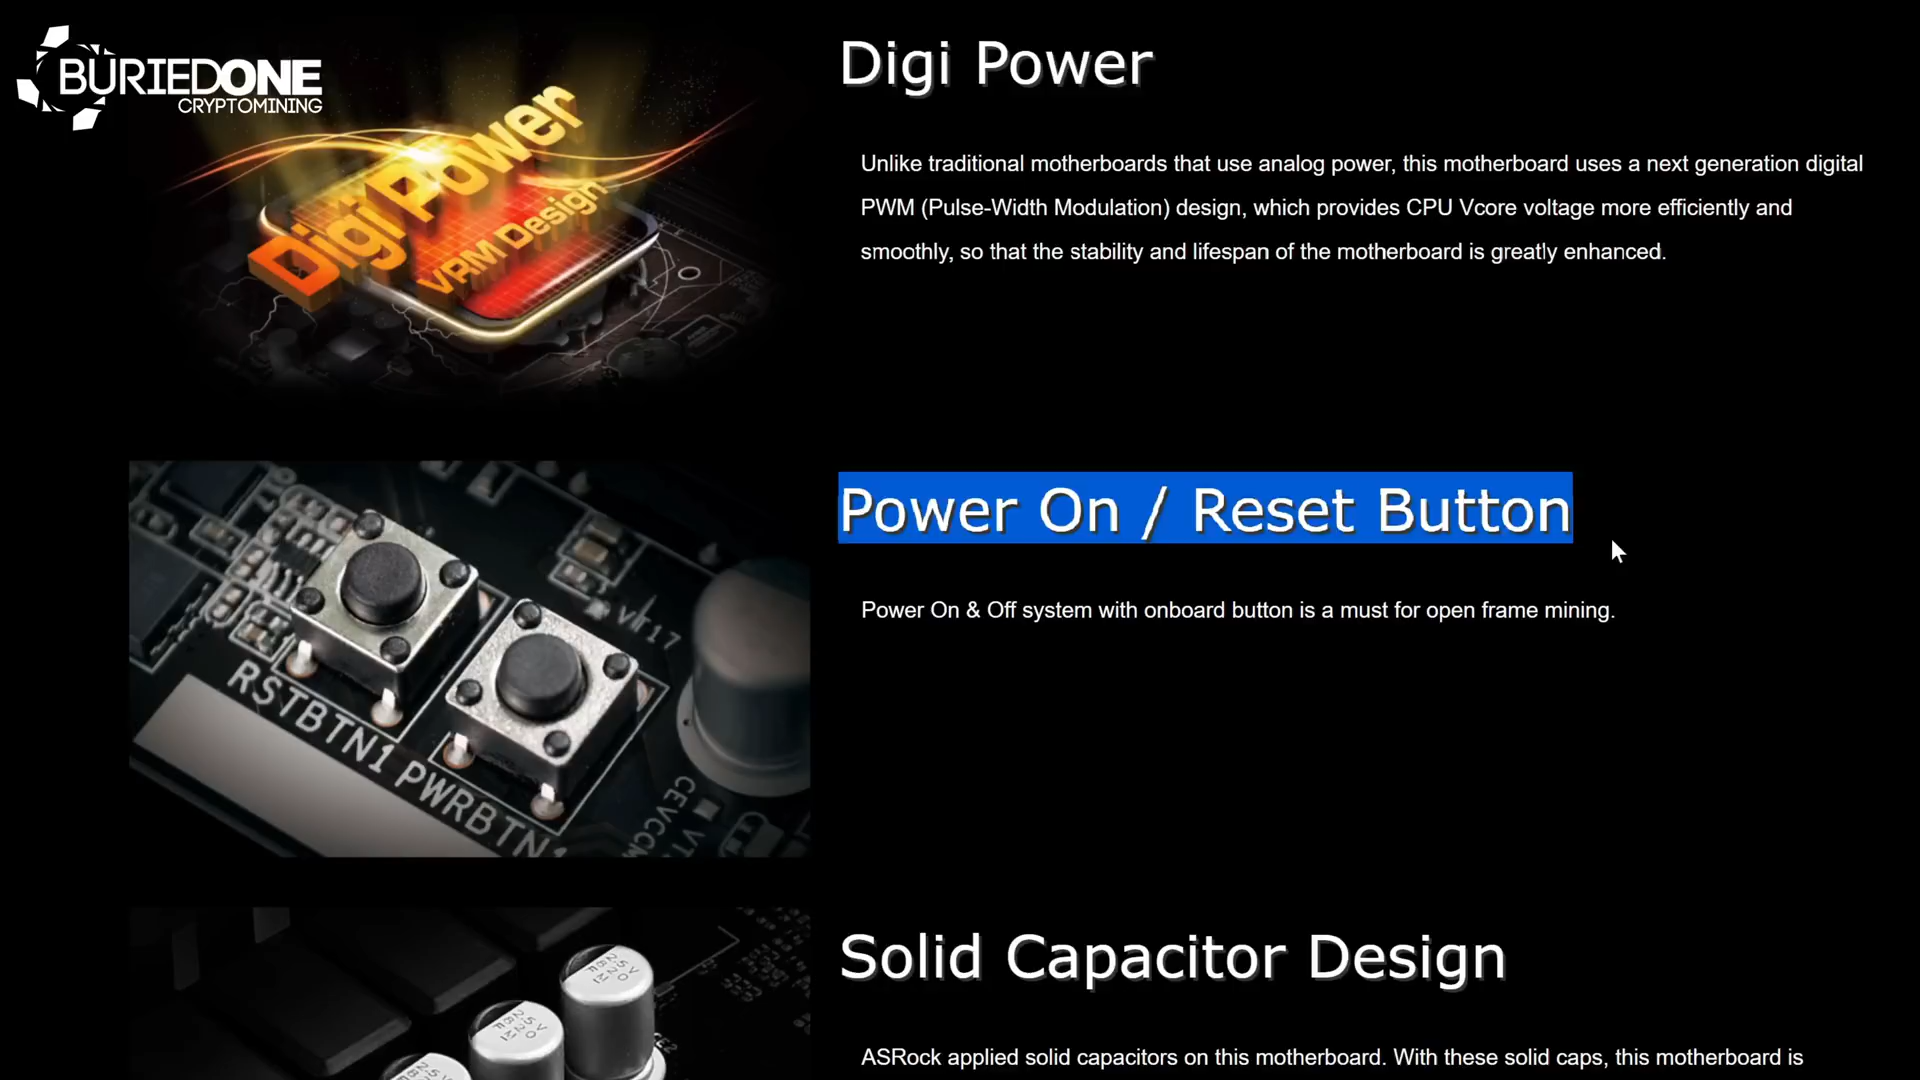 BURIEDONE
CRYPTOMINING
Digi Power
VRM Design
Digi Power
Unlike traditional motherboards that use analog power, this motherboard uses a next generation digital
PWM (Pulse-Width Modulation) design, which provides CPU Vcore voltage more efficiently and
smoothly, so that the stability and lifespan of the motherboard is greatly enhanced.
Power On / Reset Button
Power On & Off system with onboard button is a must for open frame mining.
RSTBTN1 PWRBTN1
Solid Capacitor Design
ASRock applied solid capacitors on this motherboard. With these solid caps, this motherboard is